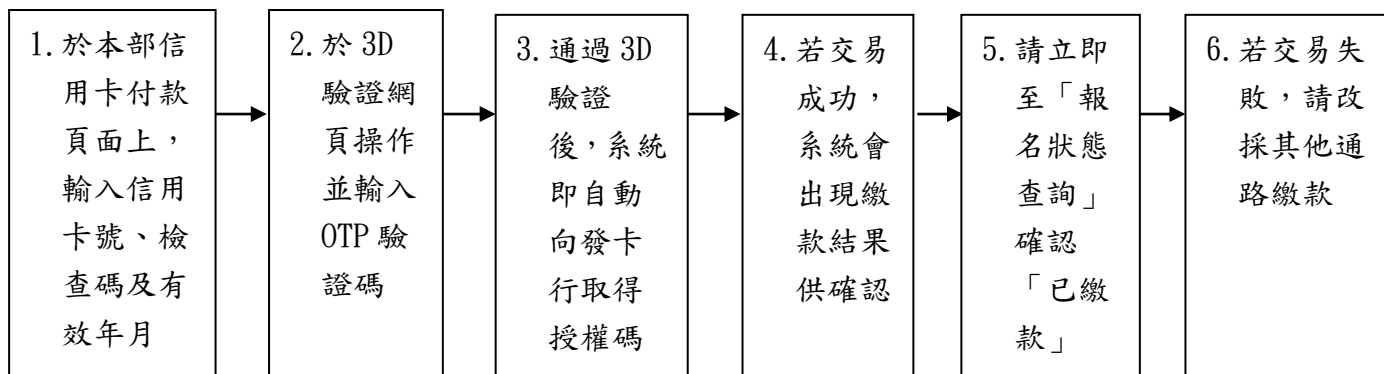 1.於本部信
用卡付款
頁面上，
輸入信用
卡號、檢
查碼及有
效年月
2.於 3D
驗證網
頁操作
並輸入
OTP 驗
證碼
3.通過 3D
驗證
後，系統
即自動
向發卡
行取得
授權碼
4.若交易
成功，
系統會
出現繳
款結果
供確認
5.請立即
至「報
名狀態
查詢」
確認
「已繳
款」
6.若交易失
敗，請改
採其他通
路繳款